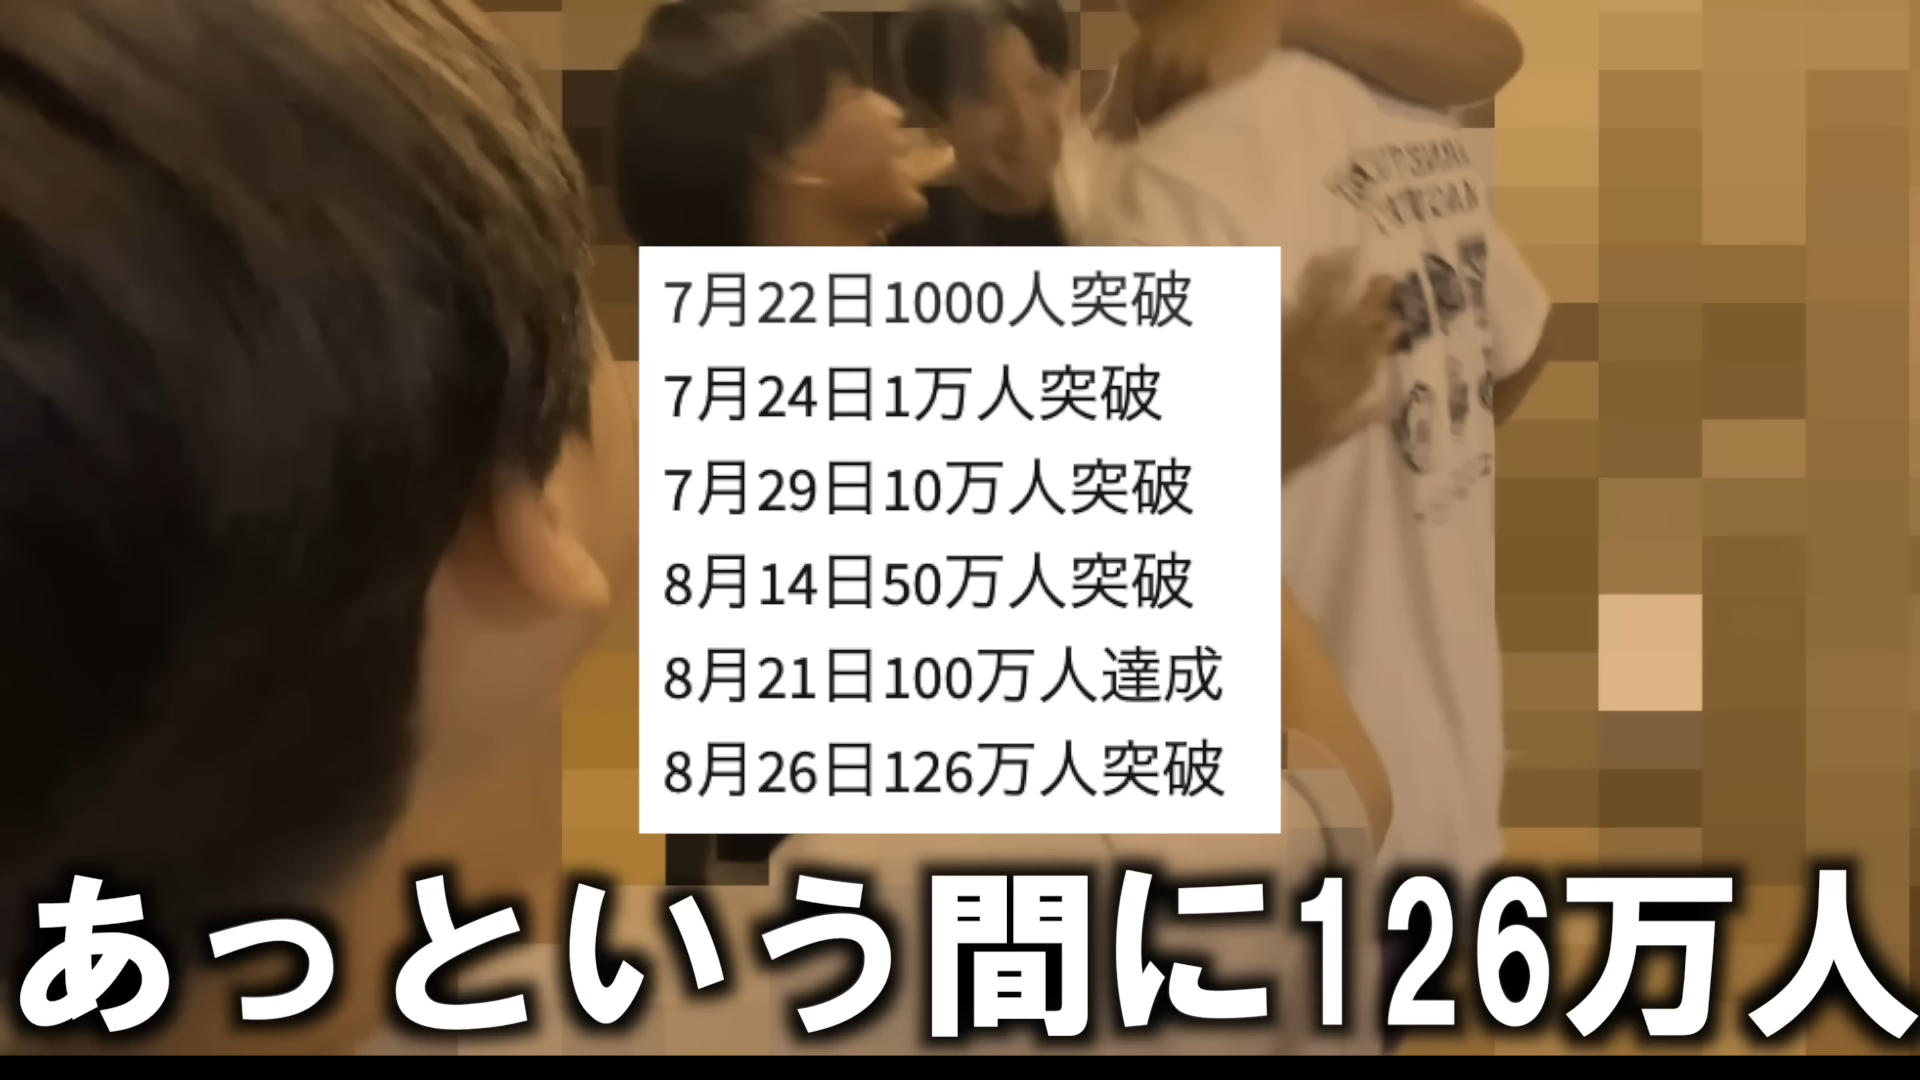 7月22日1000人突破
7月24日1万人突破
7月29日10万人突破
8月14日50万人突破
8月21日100万人達成
8月26日126万人突破
あっという間に126万人